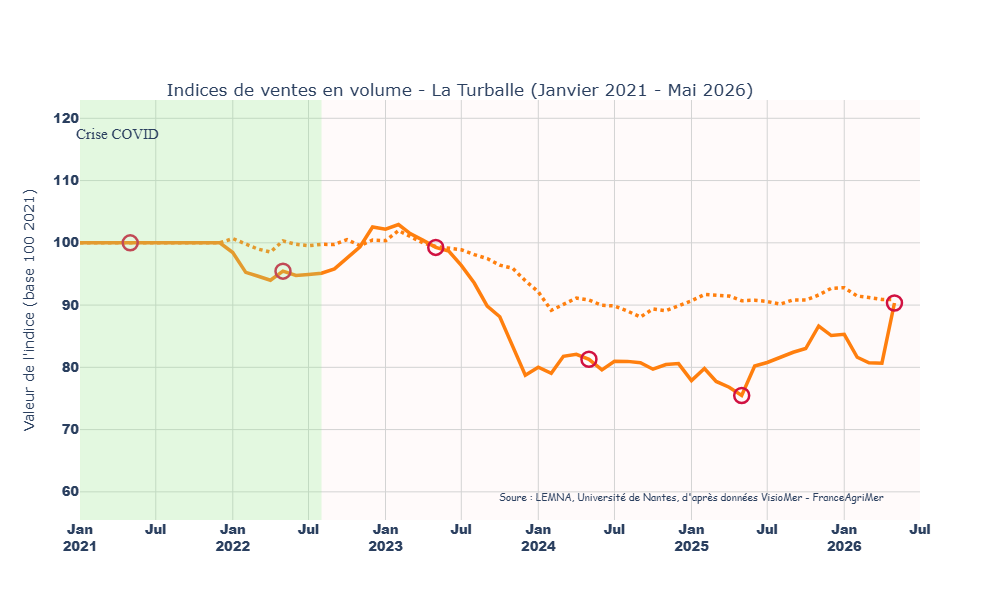 Indices de ventes en volume - La Turballe (Janvier 2021 - Mai 2026)
Valeur de l'indice (base 100 2021)
120
Crise COVID
110
100
90
80
70
60
Soure : LEMNA, Université de Nantes, d'après données VisioMer - FranceAgriMer
Jan Jul Jan Jul Jan Jul Jan Jul Jan Jul Jan Jul
2021 2022 2023 2024 2025 2026